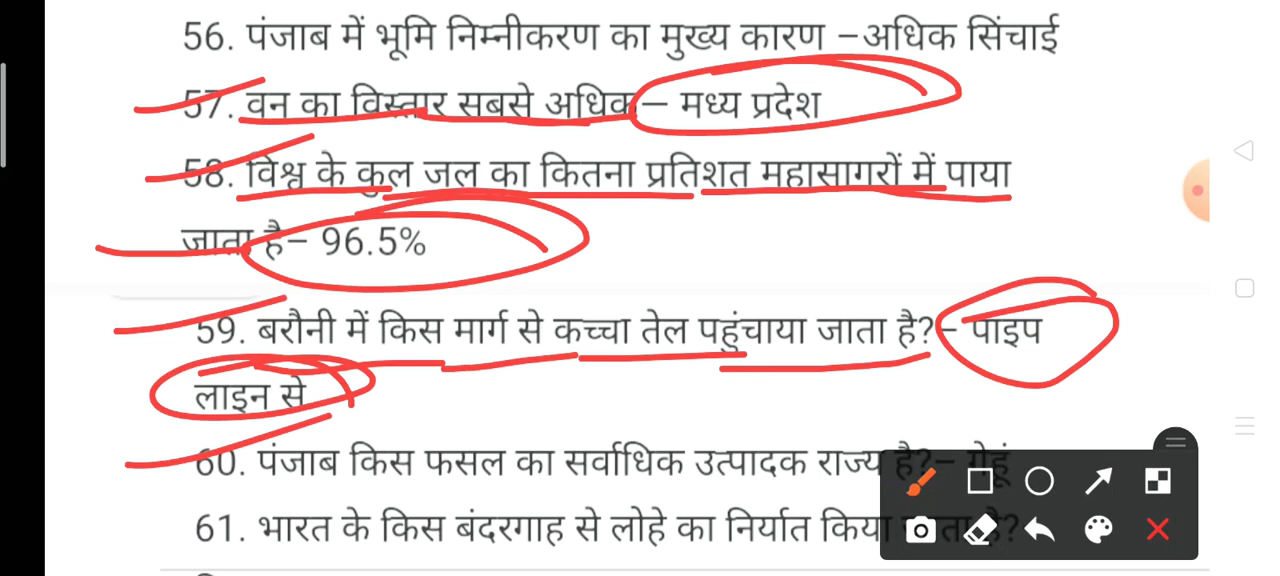 56. पंजाब में भूमि निम्नीकरण का मुख्य कारण –अधिक सिंचाई
57. वन का विस्तार सबसे अधिक– मध्य प्रदेश
58. विश्व के कुल जल का कितना प्रतिशत महासागरों में पाया
जाता है– 96.5%
59. बरौनी में किस मार्ग से कच्चा तेल पहुंचाया जाता है?– पाइप
लाइन से
60. पंजाब किस फसल का सर्वाधिक उत्पादक राज्य है?– गेहूं
61. भारत के किस बंदरगाह से लोहे का निर्यात किया जाता है?